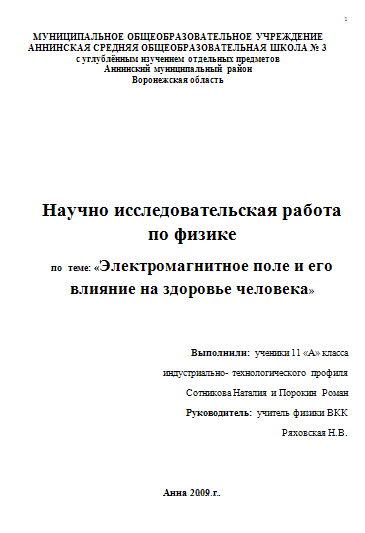 1
МУНИЦИПАЛЬНОЕ ОБЩЕОБРАЗОВАТЕЛЬНОЕ УЧРЕЖДЕНИЕ
АННИНСКАЯ СРЕДНЯЯ ОБЩЕОБРАЗОВАТЕЛЬНАЯ ШКОЛА № 3
с углублённым изучением отдельных предметов
Аннинский муниципальный район
Воронежская область
Научно исследовательская работа
по физике
по теме: «Электромагнитное поле и его
влияние на здоровье человека»
Выполнили: ученики 11 «А» класса
индустриально- технологического профиля
Сотникова Наталия и Порокин Роман
Руководитель: учитель физики ВКК
Ряховская Н.В.
Анна 2009.г..